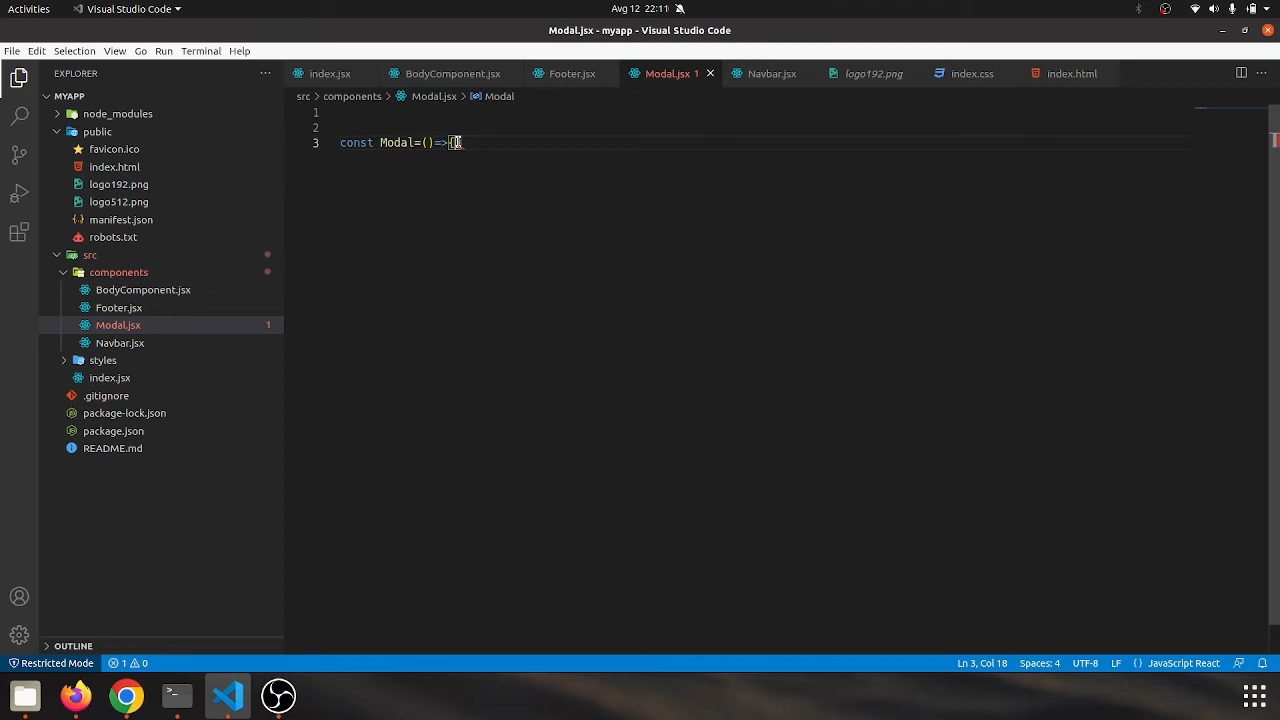 Activities Visual Studio Code Avg 12 22:11
Modal.jsx - myapp - Visual Studio Code
File Edit Selection View Go Run Terminal Help
EXPLORER
index.jsx BodyComponent.jsx Footer.jsx Modal.jsx 1 Navbar.jsx logo192.png index.css index.html
MYAPP
src > components > Modal.jsx > Modal
node_modules
public
favicon.ico
index.html
logo192.png
logo512.png
manifest.json
robots.txt
src
components
BodyComponent.jsx
Footer.jsx
Modal.jsx 1
Navbar.jsx
styles
index.jsx
.gitignore
package-lock.json
package.json
README.md
1
2
3 const Modal=()=>{
OUTLINE
Restricted Mode 1 0 Ln 3, Col 18 Spaces: 4 UTF-8 LF {} JavaScript React